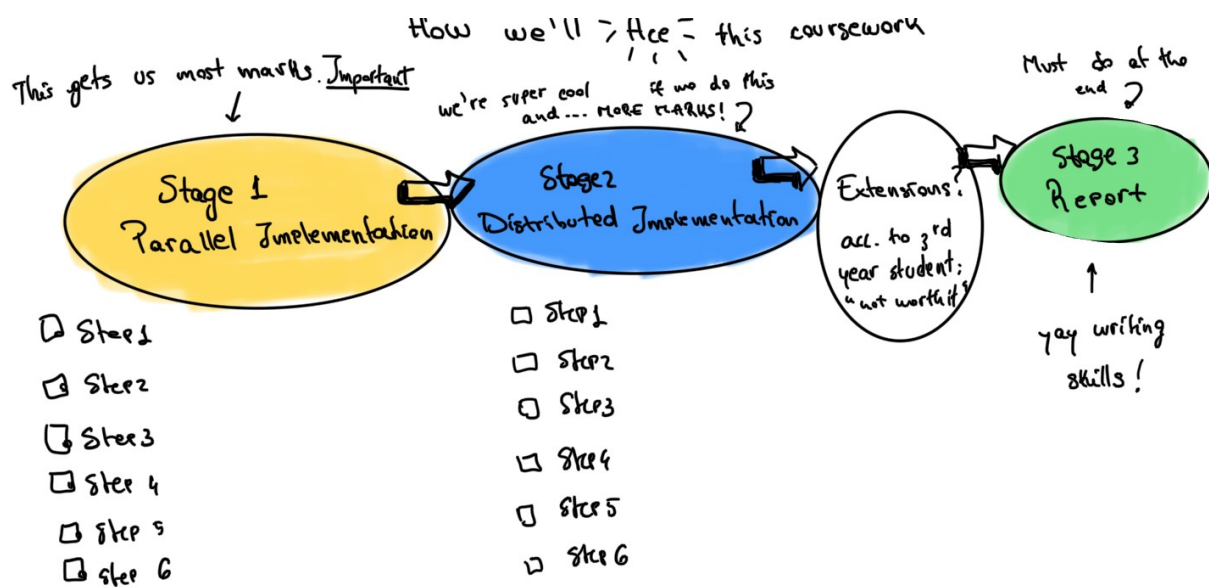 How we'll Ace this coursework
This gets us most marks. Important
we're super cool if we do this
and.... MORE MARKS!
Must do at the
end
Stage 1
Parallel Implementation
Stage 2
Distributed Implementation
Extensions?
acc. to 3rd
year student:
"not worth it"
Stage 3
Report
yay writing
skills!
Step 1
Step 2
Step 3
Step 4
Step 5
Step 6
Step 1
Step 2
Step 3
Step 4
Step 5
Step 6